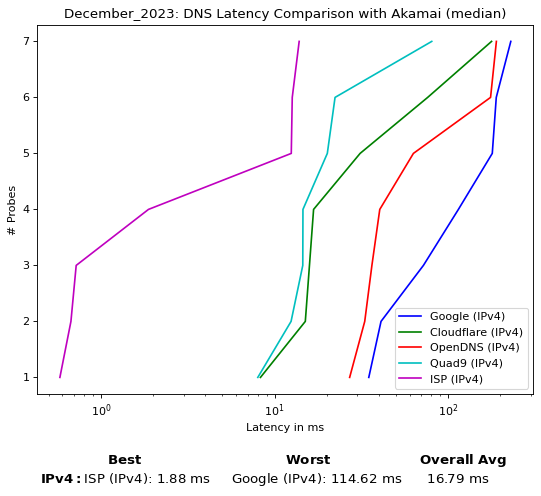 December_2023: DNS Latency Comparison with Akamai (median)
7
6
5
4
3
2
1
# Probes
10⁰
10¹
10²
Latency in ms
Google (IPv4)
Cloudflare (IPv4)
OpenDNS (IPv4)
Quad9 (IPv4)
ISP (IPv4)
Best Worst Overall Avg
IPv4: ISP (IPv4): 1.88 ms Google (IPv4): 114.62 ms 16.79 ms